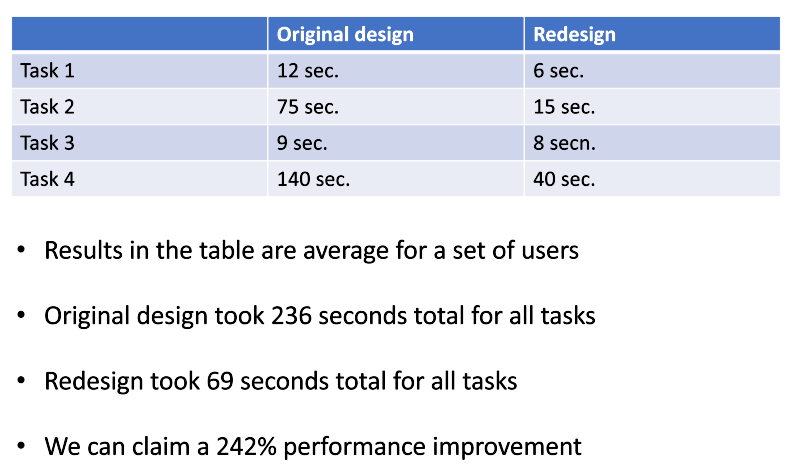 Original design Redesign
Task 1 12 sec. 6 sec.
Task 2 75 sec. 15 sec.
Task 3 9 sec. 8 secn.
Task 4 140 sec. 40 sec.
• Results in the table are average for a set of users
• Original design took 236 seconds total for all tasks
• Redesign took 69 seconds total for all tasks
• We can claim a 242% performance improvement